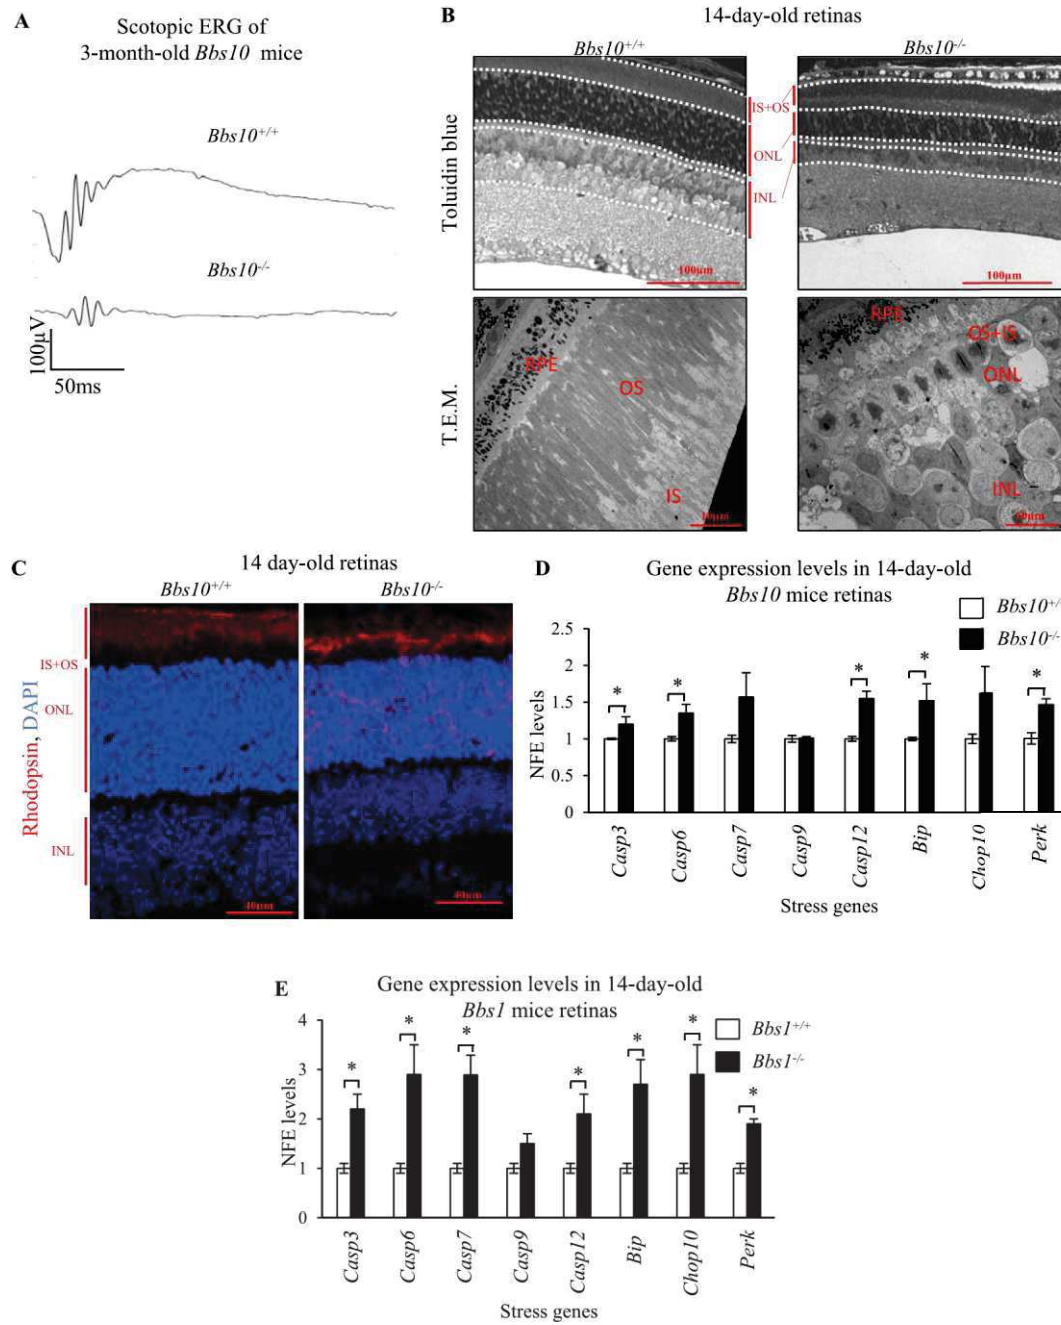 A
Scotopic ERG of
3-month-old Bbs10 mice
Bbs10+/+
Bbs10-/-
100μV
50ms
B
14-day-old retinas
Bbs10+/+
Bbs10-/-
Toluidin blue
IS+OS
ONL
INL
100μm
100μm
T.E.M.
RPE
OS
IS
10μm
RPE
OS+IS
ONL
INL
10μm
C
14 day-old retinas
Bbs10+/+
Bbs10-/-
Rhodopsin, DAPI
IS+OS
ONL
INL
40μm
40μm
D
Gene expression levels in 14-day-old
Bbs10 mice retinas
Bbs10+/+
Bbs10-/-
NFE levels
2.5
2
1.5
1
0.5
0
*
*
*
*
*
Casp3
Casp6
Casp7
Casp9
Casp12
Bip
Chop10
Perk
Stress genes
E
Gene expression levels in 14-day-old
Bbs1 mice retinas
Bbs1+/+
Bbs1-/-
NFE levels
4
3
2
1
0
*
*
*
*
*
*
*
Casp3
Casp6
Casp7
Casp9
Casp12
Bip
Chop10
Perk
Stress genes